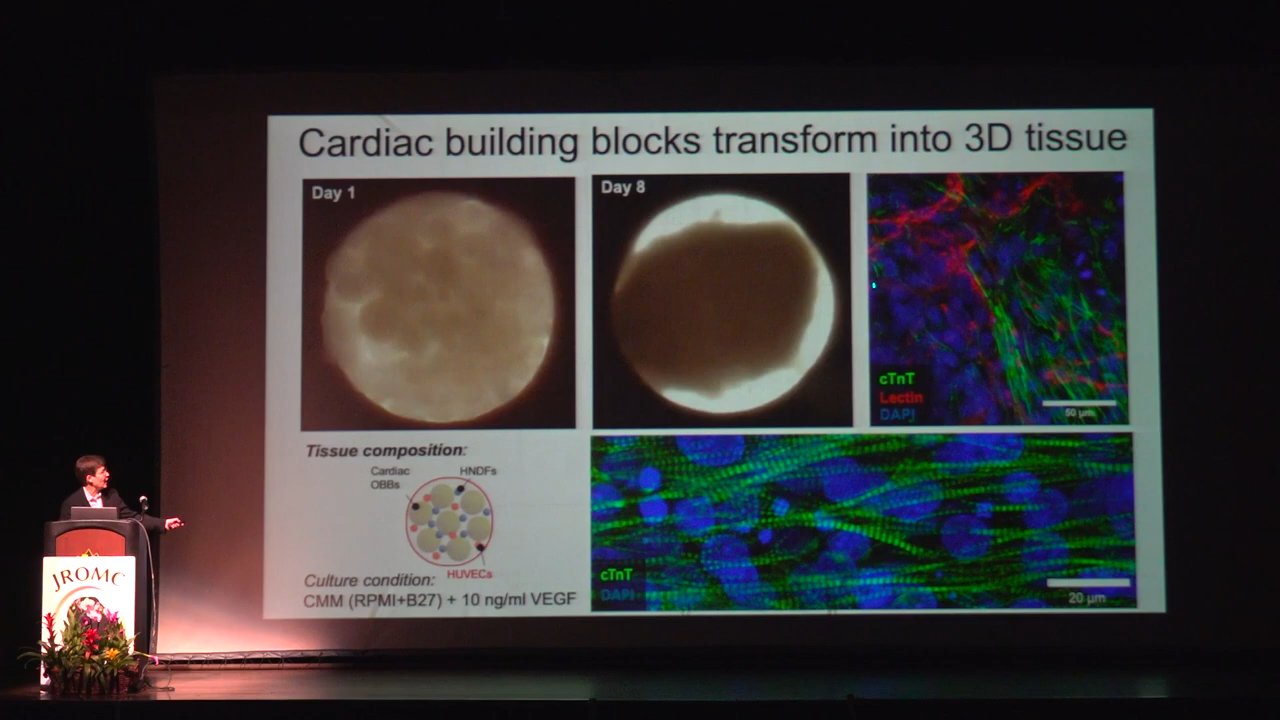 Cardiac building blocks transform into 3D tissue
Day 1
Day 8
cTnT
Lectin
DAPI
50 µm
Tissue composition:
Cardiac
OBBs
HNDFs
HUVECs
Culture condition:
CMM (RPMI+B27) + 10 ng/ml VEGF
cTnT
DAPI
20 µm
JROMC